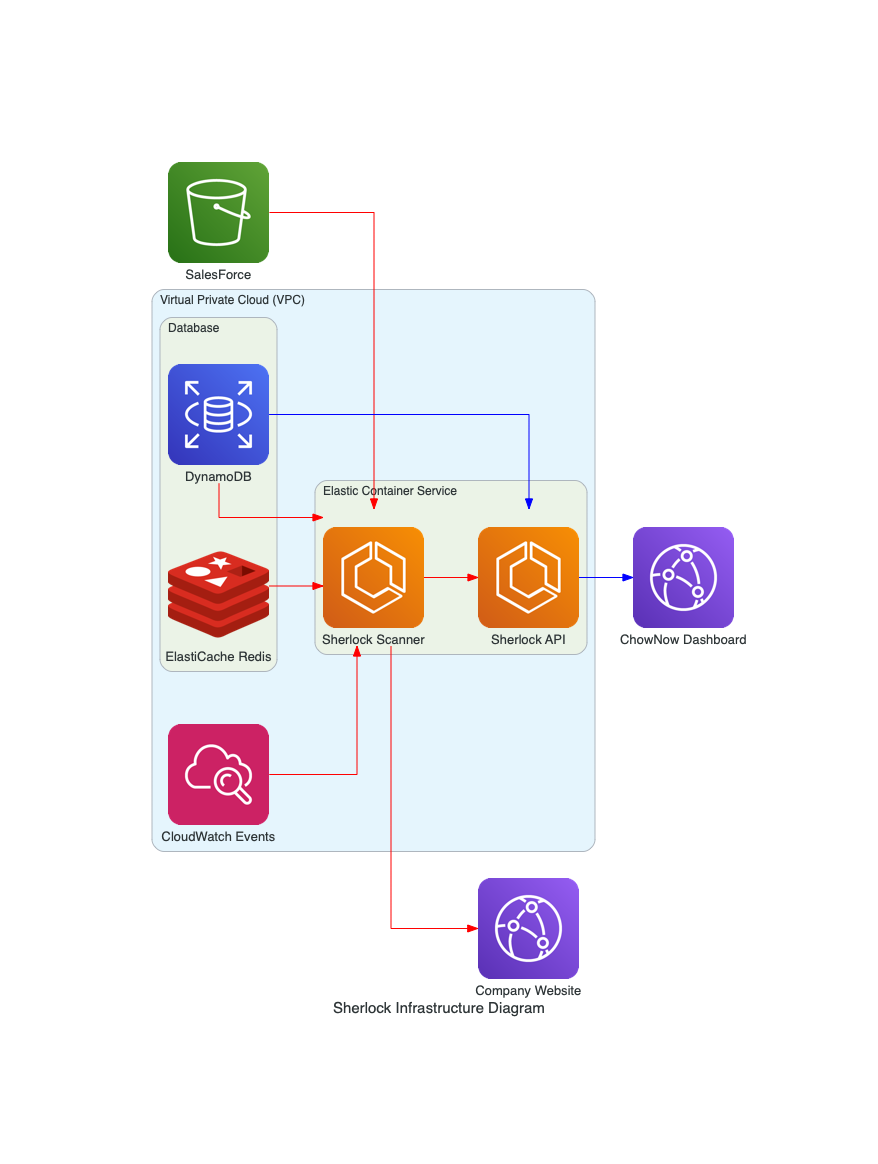 SalesForce
Virtual Private Cloud (VPC)
Database
DynamoDB
Elastic Container Service
Sherlock Scanner
Sherlock API
ChowNow Dashboard
ElastiCache Redis
CloudWatch Events
Company Website
Sherlock Infrastructure Diagram